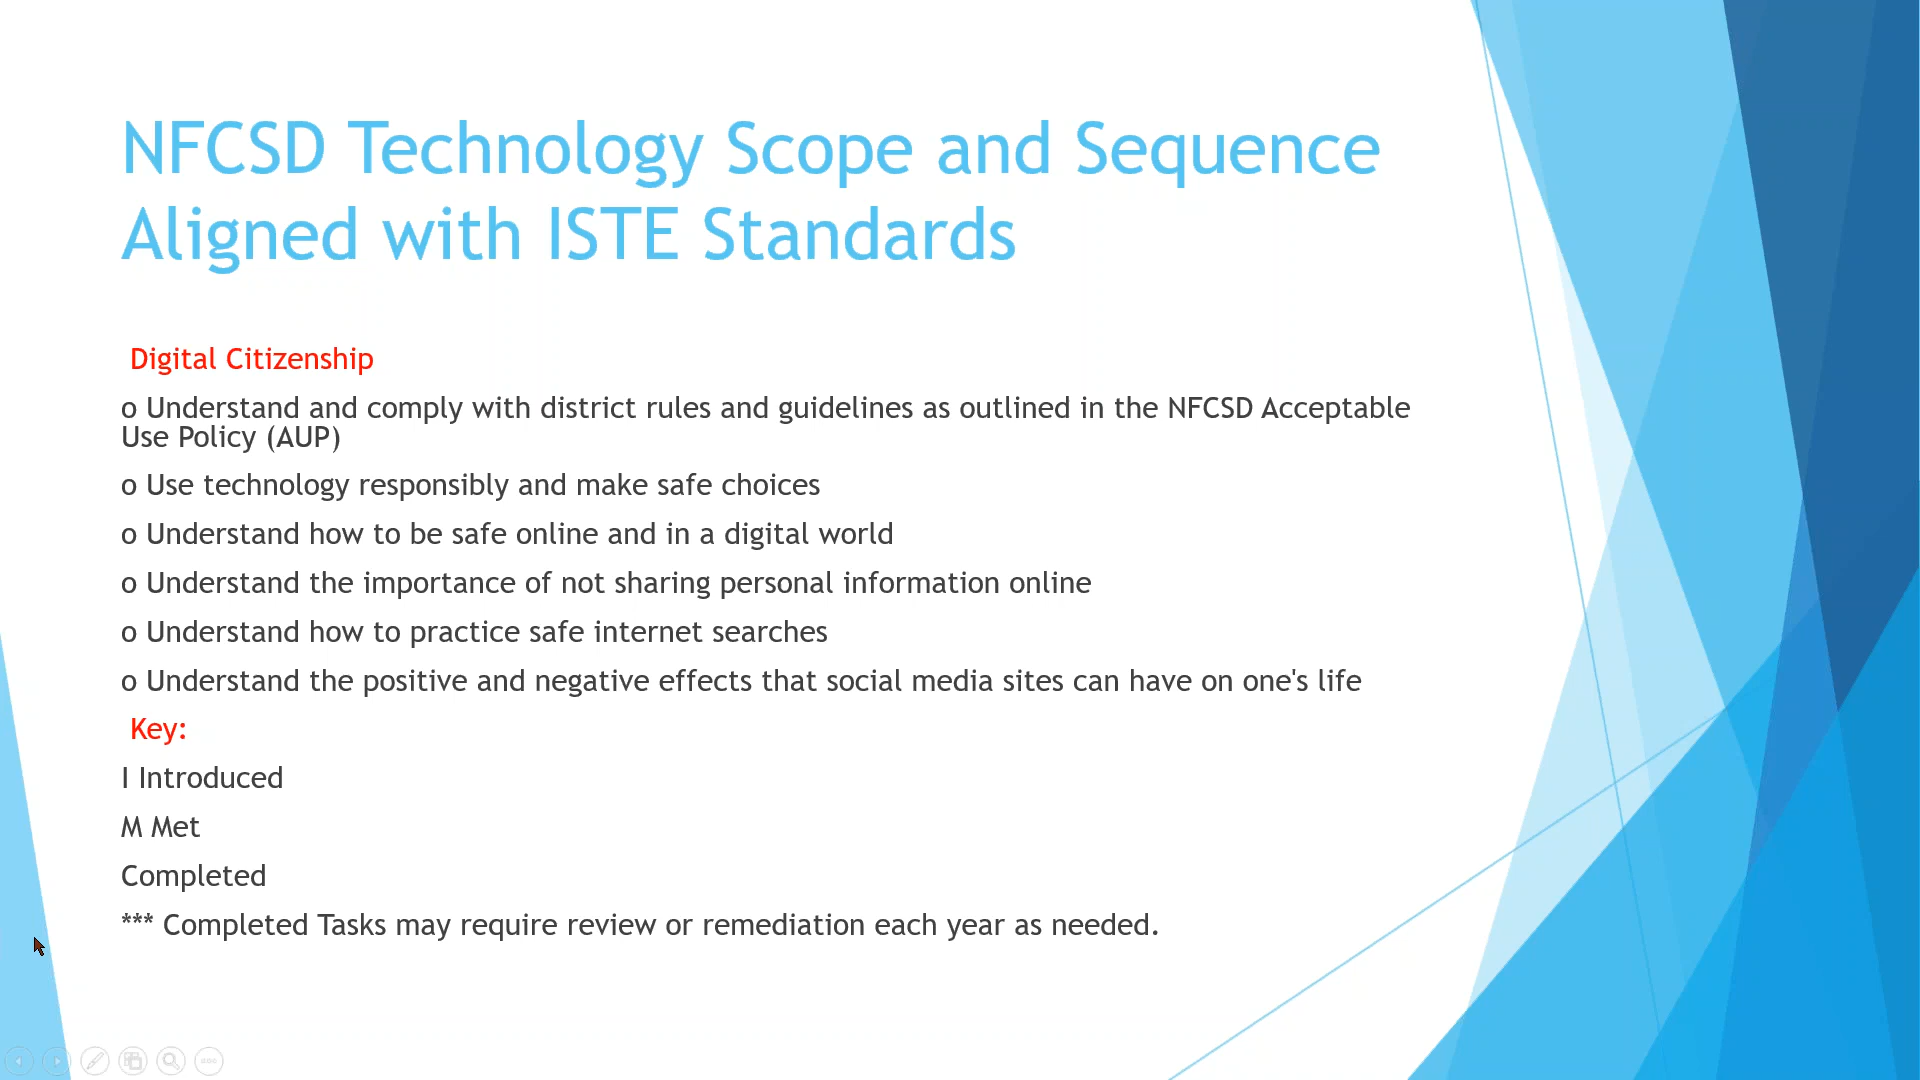 NFCSD Technology Scope and Sequence
Aligned with ISTE Standards
Digital Citizenship
o Understand and comply with district rules and guidelines as outlined in the NFCSD Acceptable
Use Policy (AUP)
o Use technology responsibly and make safe choices
o Understand how to be safe online and in a digital world
o Understand the importance of not sharing personal information online
o Understand how to practice safe internet searches
o Understand the positive and negative effects that social media sites can have on one's life
Key:
I Introduced
M Met
Completed
*** Completed Tasks may require review or remediation each year as needed.